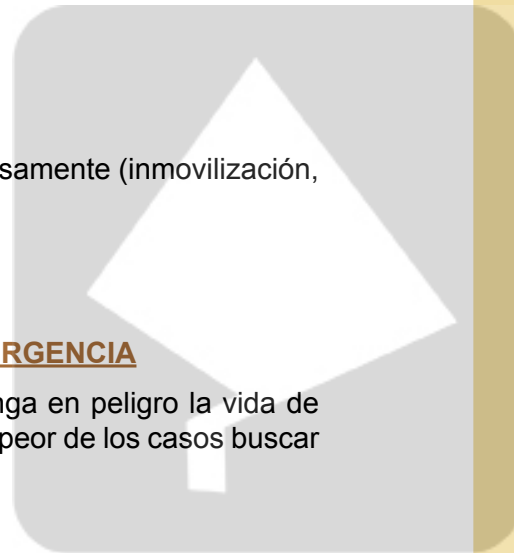 samente (inmovilización,
RGENCIA
nga en peligro la vida de
peor de los casos buscar